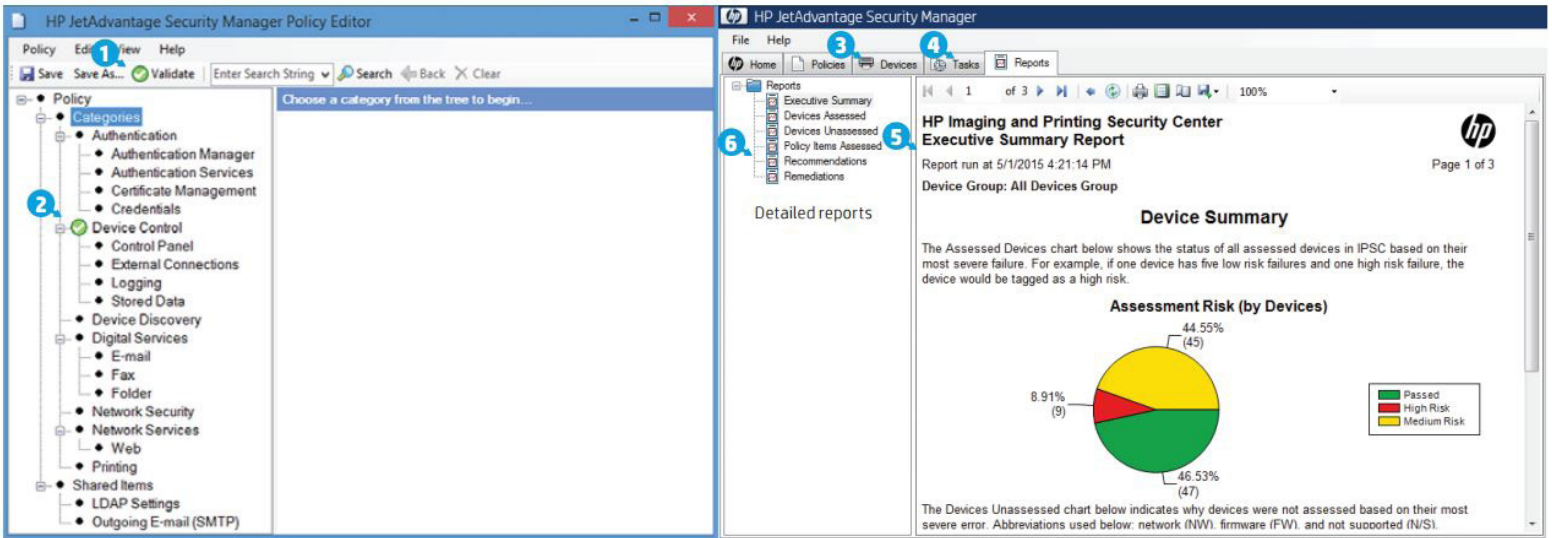 HP JetAdvantage Security Manager Policy Editor
Policy Edit View Help
1
Save Save As... Validate Enter Search String Search Back Clear
Policy
Categories
Authentication
Authentication Manager
Authentication Services
Certificate Management
Credentials
2
Device Control
Control Panel
External Connections
Logging
Stored Data
Device Discovery
Digital Services
E-mail
Fax
Folder
Network Security
Network Services
Web
Printing
Shared Items
LDAP Settings
Outgoing E-mail (SMTP)
Choose a category from the tree to begin...
hp HP JetAdvantage Security Manager
File Help
3 4
Home Policies Devices Tasks Reports
Reports
Executive Summary
Devices Assessed
Devices Unassessed
Policy Items Assessed
Recommendations
Remediations
6
Detailed reports
1 of 3 100%
5
HP Imaging and Printing Security Center
Executive Summary Report
hp
Report run at 5/1/2015 4:21:14 PM Page 1 of 3
Device Group: All Devices Group
Device Summary
The Assessed Devices chart below shows the status of all assessed devices in IPSC based on their
most severe failure. For example, if one device has five low risk failures and one high risk failure, the
device would be tagged as a high risk.
Assessment Risk (by Devices)
44.55%
(45)
8.91%
(9)
46.53%
(47)
Passed
High Risk
Medium Risk
The Devices Unassessed chart below indicates why devices were not assessed based on their most
severe error. Abbreviations used below: network (NW), firmware (FW), and not supported (N/S).